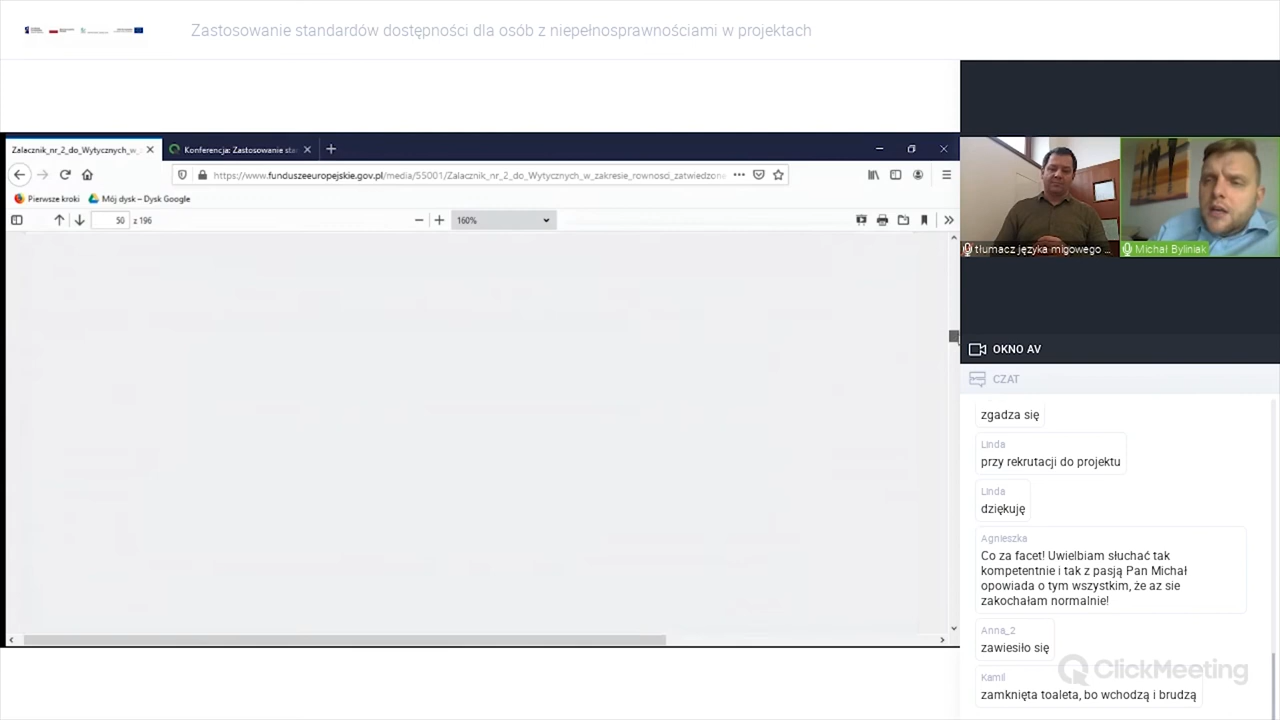 Zastosowanie standardów dostępności dla osób z niepełnosprawnościami w projektach
Zalacznik_nr_2_do_Wytycznych_w_
Konferencja: Zastosowanie sta
https://www.funduszeeuropejskie.gov.pl/media/55001/Zalacznik_nr_2_do_Wytycznych_w_zakresie_rownosci_zatwiedzone
Pierwsze kroki
Mój dysk – Dysk Google
50 z 196
160%
tłumacz języka migowego ...
Michał Byliniak
OKNO AV
CZAT
zgadza się
Linda
przy rekrutacji do projektu
Linda
dziękuję
Agnieszka
Co za facet! Uwielbiam słuchać tak
kompetentnie i tak z pasją Pan Michał
opowiada o tym wszystkim, że az sie
zakochałam normalnie!
Anna_2
zawiesiło się
Kamil
zamknięta toaleta, bo wchodzą i brudzą
ClickMeeting